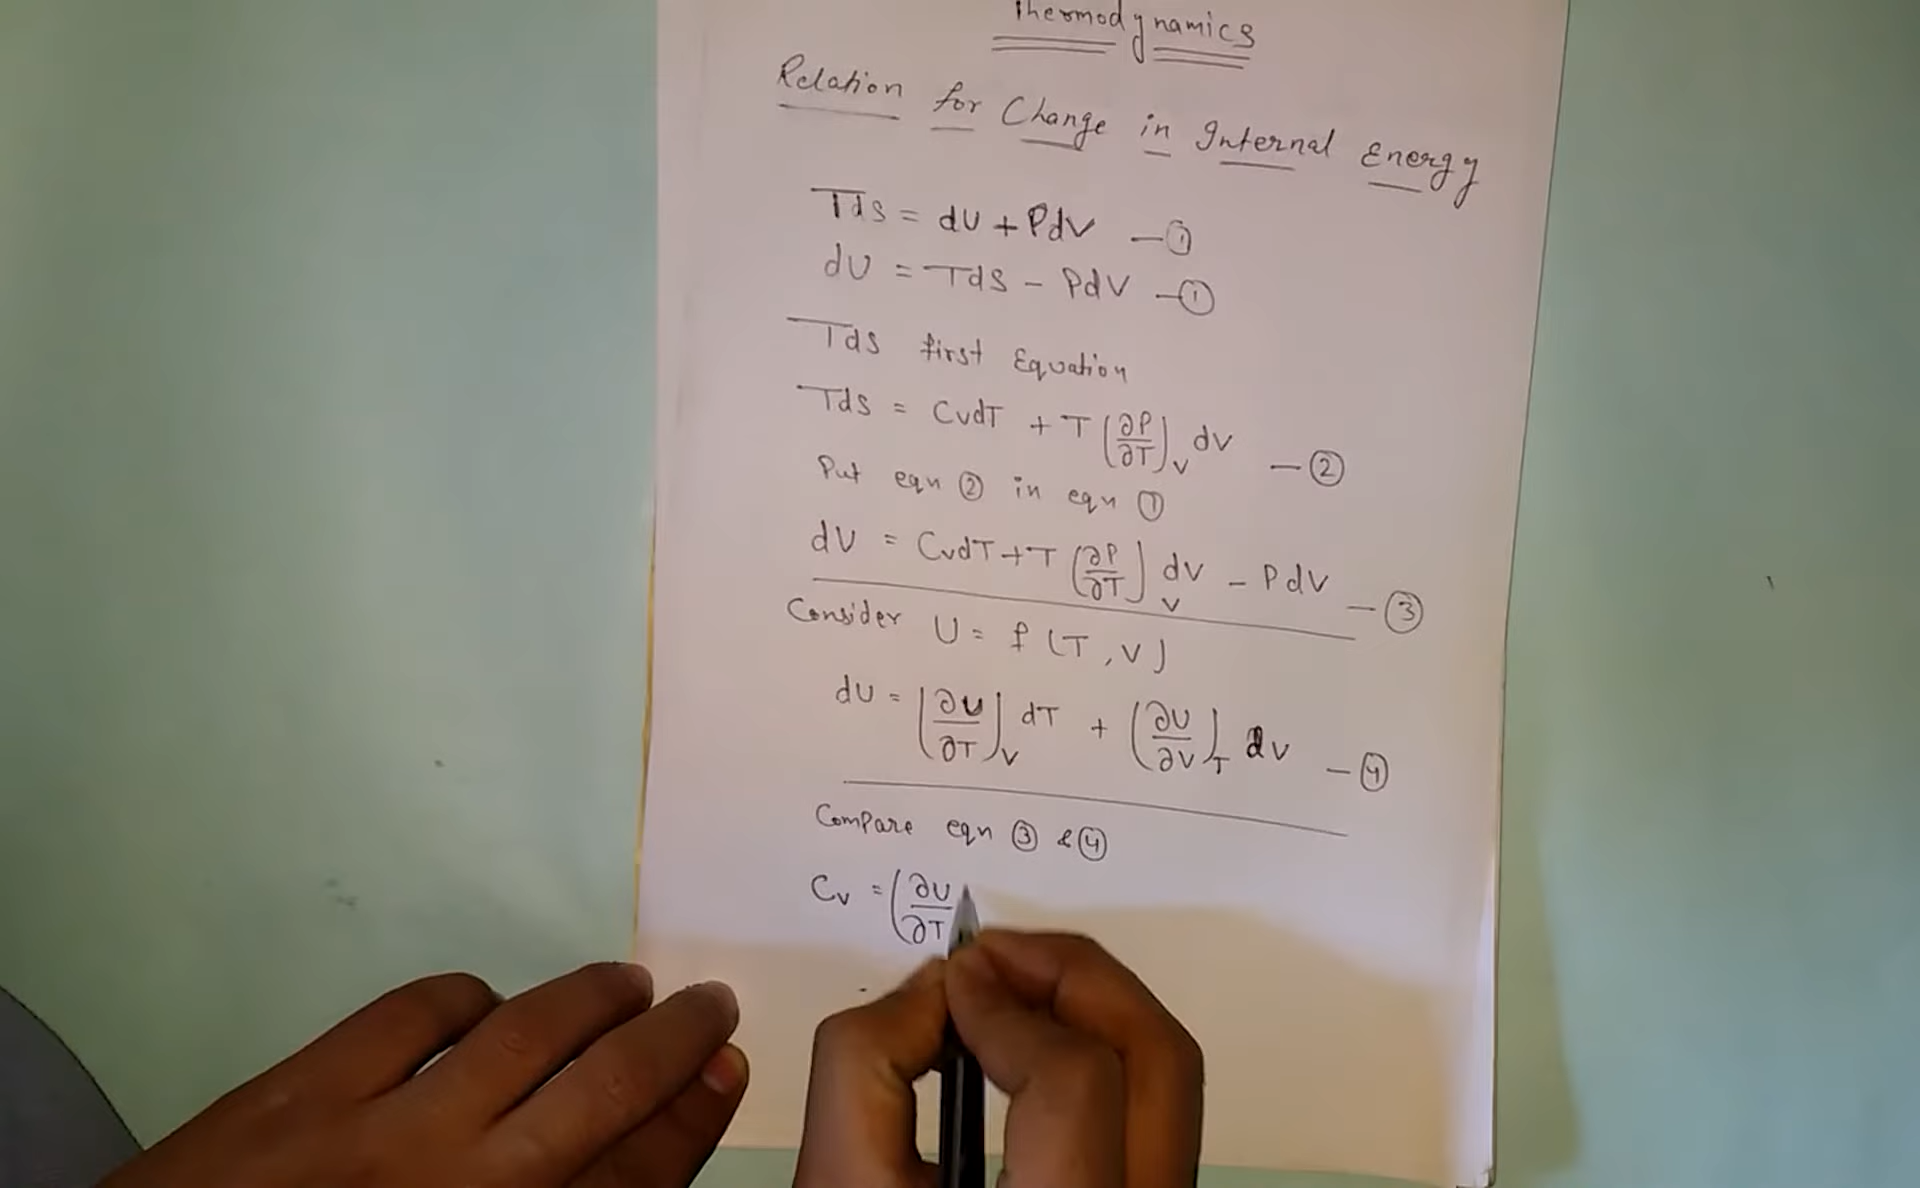 Thermodynamics
Relation for Change in Internal Energy
Tds = dU + PdV — ①
dU = Tds - PdV — ①
Tds first Equation
Tds = CvdT + T (∂P/∂T)v dv — ②
Put eqn ② in eqn ①
dU = CvdT + T (∂P/∂T)v dv - PdV — ③
Consider U = f (T, V)
dU = (∂U/∂T)v dT + (∂U/∂V)T dv — ④
Compare eqn ③ & ④
Cv = (∂U/∂T